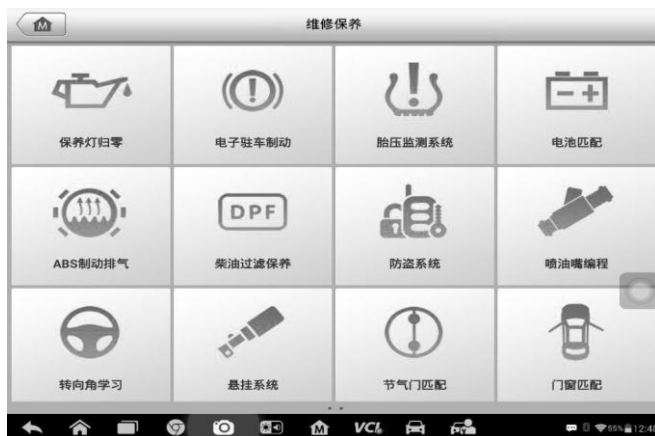 维修保养
保养灯归零
电子驻车制动
胎压监测系统
电池匹配
ABS制动排气
DPF
柴油过滤保养
防盗系统
喷油嘴编程
转向角学习
悬挂系统
节气门匹配
门窗匹配
M
M
VCI
55%
12:48